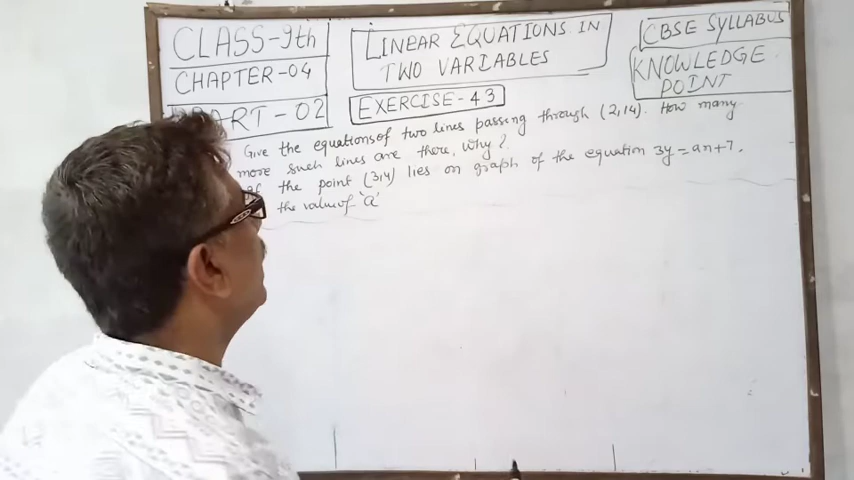 CLASS-9th
CHAPTER-04
PART-02
LINEAR EQUATIONS IN
TWO VARIABLES
EXERCISE-4.3
CBSE SYLLABUS
KNOWLEDGE
POINT
Give the equations of two lines passing through (2,14). How many
more such lines are there, Why?
the point (3,4) lies on graph of the equation 3y=ax+7.
the value of 'a'